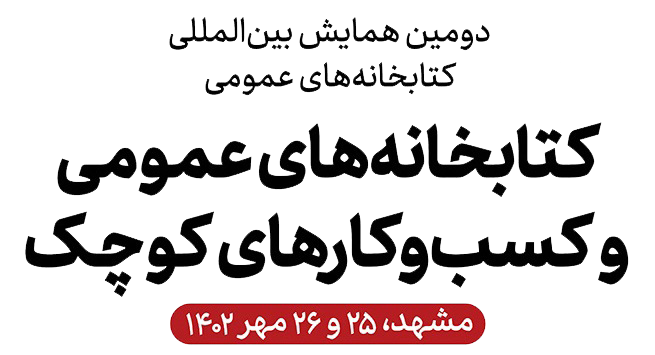 دومین همایش بین‌المللی
کتابخانه‌های عمومی
کتابخانه‌های عمومی
و کسب‌وکارهای کوچک
مشهد، ۲۵ و ۲۶ مهر ۱۴۰۲